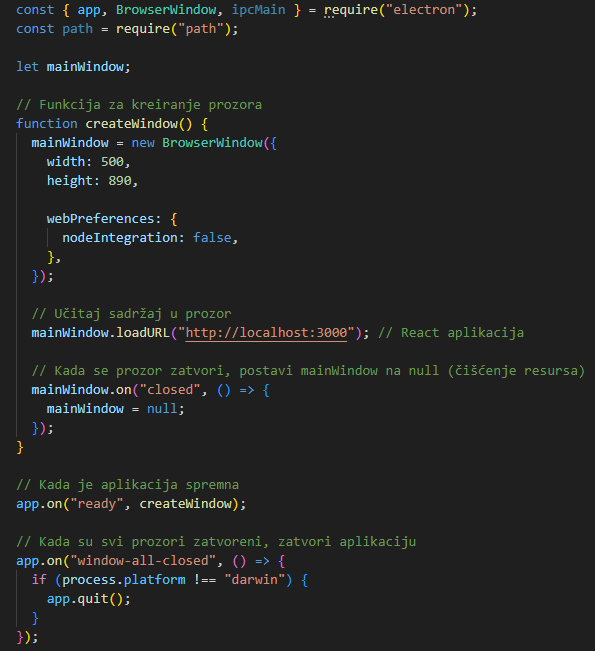 const { app, BrowserWindow, ipcMain } = require("electron");
const path = require("path");

let mainWindow;

// Funkcija za kreiranje prozora
function createWindow() {
  mainWindow = new BrowserWindow({
    width: 500,
    height: 890,

    webPreferences: {
      nodeIntegration: false,
    },
  });

  // Učitaj sadržaj u prozor
  mainWindow.loadURL("http://localhost:3000"); // React aplikacija

  // Kada se prozor zatvori, postavi mainWindow na null (čišćenje resursa)
  mainWindow.on("closed", () => {
    mainWindow = null;
  });
}

// Kada je aplikacija spremna
app.on("ready", createWindow);

// Kada su svi prozori zatvoreni, zatvori aplikaciju
app.on("window-all-closed", () => {
  if (process.platform !== "darwin") {
    app.quit();
  }
});